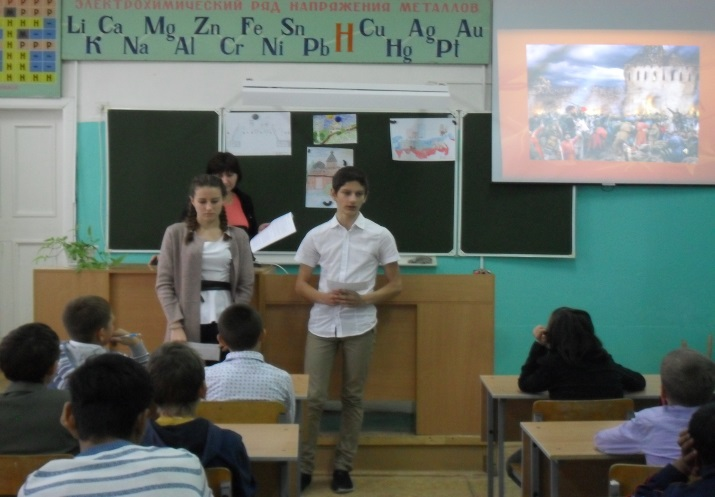 ЭЛЕКТРОХИМИЧЕСКИЙ РЯД НАПРЯЖЕНИЯ МЕТАЛЛОВ
Li Ca Mg Zn Fe Sn H Cu Ag Au
K Na Al Cr Ni Pb Hg Pt